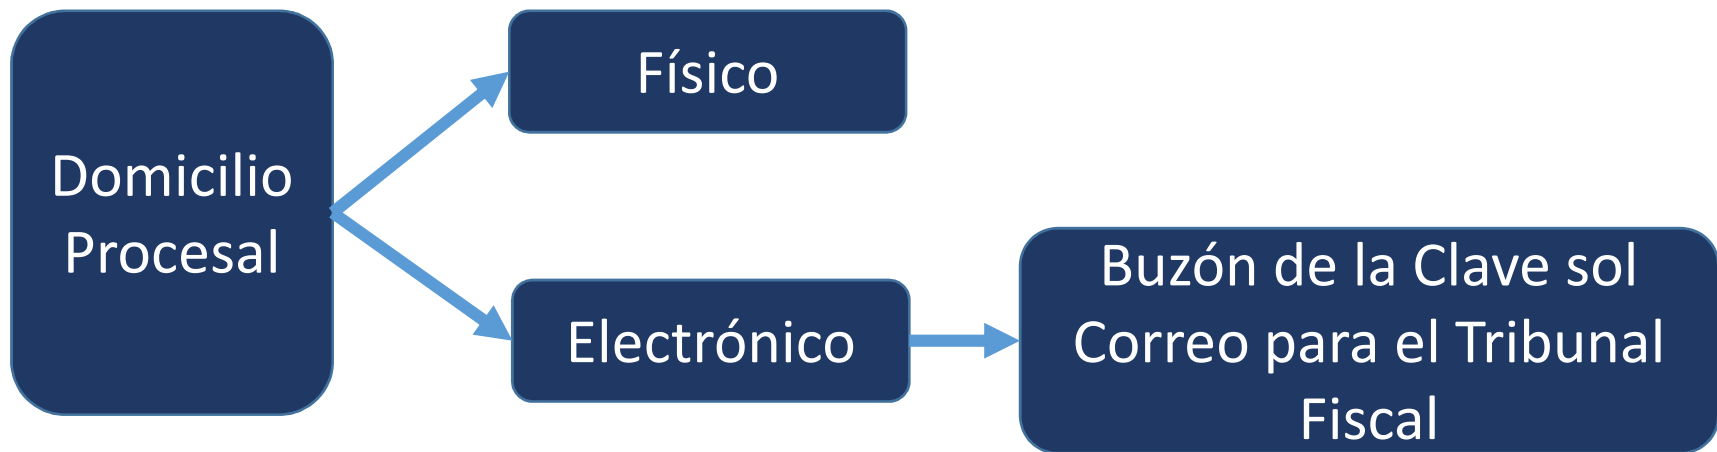 Domicilio
Procesal
Físico
Electrónico
Buzón de la Clave sol
Correo para el Tribunal
Fiscal